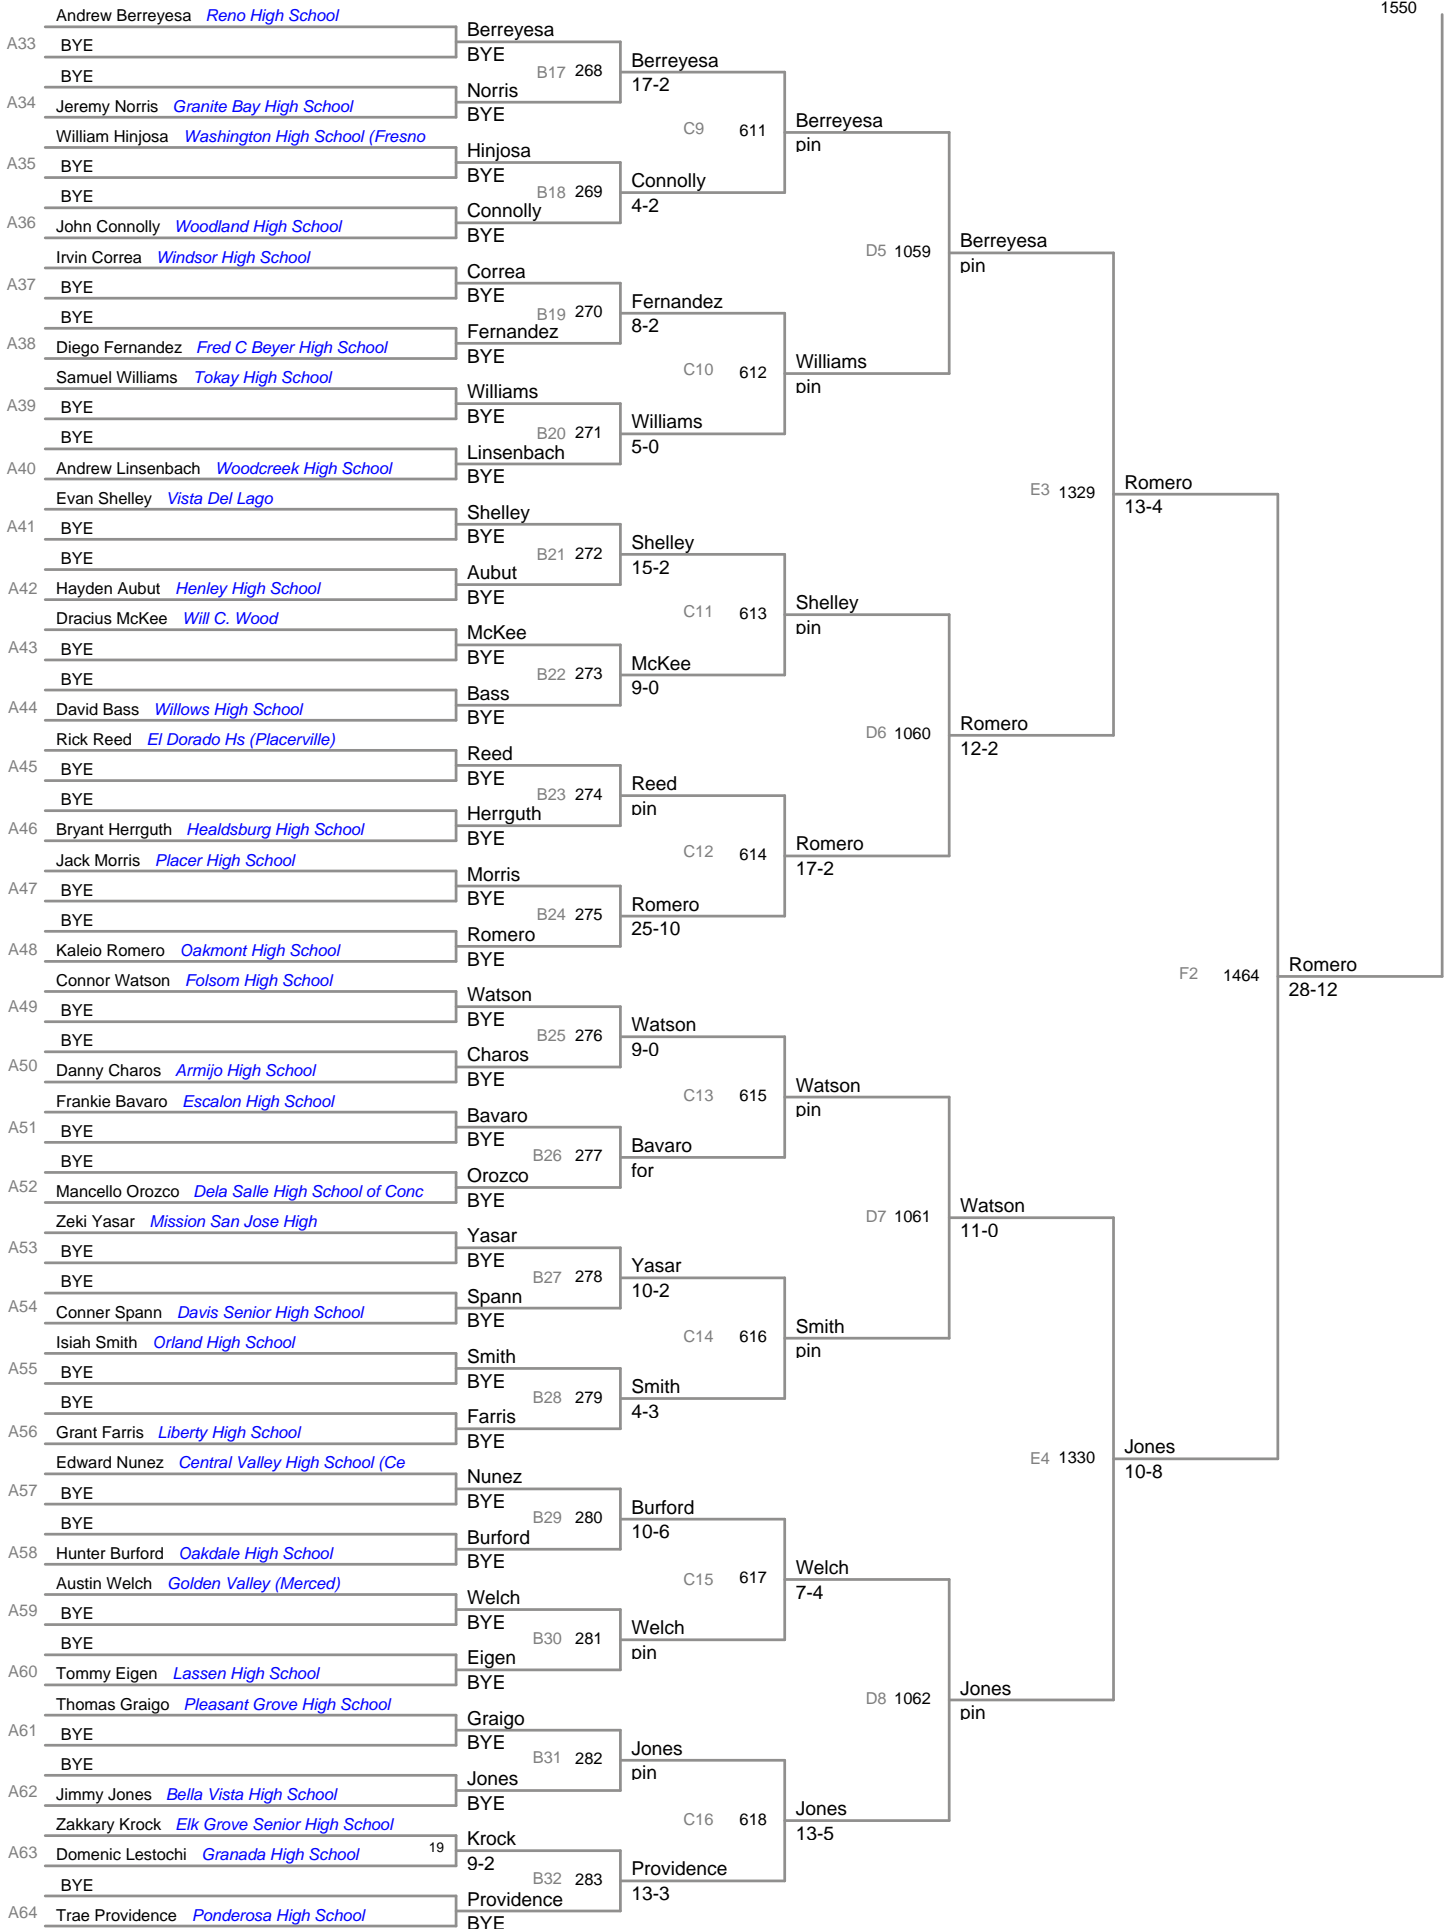 1550
Andrew Berreyesa Reno High School
Berreyesa
A33 BYE
BYE
B17 268
Berreyesa
BYE
17-2
Norris
A34 Jeremy Norris Granite Bay High School
BYE
C9 611
Berreyesa
pin
William Hinjosa Washington High School (Fresno
Hinjosa
A35 BYE
BYE
B18 269
Connolly
BYE
4-2
Connolly
A36 John Connolly Woodland High School
BYE
D5 1059
Berreyesa
pin
Irvin Correa Windsor High School
Correa
A37 BYE
BYE
B19 270
Fernandez
BYE
8-2
Fernandez
A38 Diego Fernandez Fred C Beyer High School
BYE
C10 612
Williams
pin
Samuel Williams Tokay High School
Williams
A39 BYE
BYE
B20 271
Williams
BYE
5-0
Linsenbach
A40 Andrew Linsenbach Woodcreek High School
BYE
E3 1329
Romero
13-4
Evan Shelley Vista Del Lago
Shelley
A41 BYE
BYE
B21 272
Shelley
BYE
15-2
Aubut
A42 Hayden Aubut Henley High School
BYE
C11 613
Shelley
pin
Dracius McKee Will C. Wood
McKee
A43 BYE
BYE
B22 273
McKee
BYE
9-0
Bass
A44 David Bass Willows High School
BYE
D6 1060
Romero
12-2
Rick Reed El Dorado Hs (Placerville)
Reed
A45 BYE
BYE
B23 274
Reed
BYE
pin
Herrguth
A46 Bryant Herrguth Healdsburg High School
BYE
C12 614
Romero
17-2
Jack Morris Placer High School
Morris
A47 BYE
BYE
B24 275
Romero
BYE
25-10
Romero
A48 Kaleio Romero Oakmont High School
BYE
F2 1464
Romero
28-12
Connor Watson Folsom High School
Watson
A49 BYE
BYE
B25 276
Watson
BYE
9-0
Charos
A50 Danny Charos Armijo High School
BYE
C13 615
Watson
pin
Frankie Bavaro Escalon High School
Bavaro
A51 BYE
BYE
B26 277
Bavaro
BYE
for
Orozco
A52 Mancello Orozco Dela Salle High School of Conc
BYE
D7 1061
Watson
11-0
Zeki Yasar Mission San Jose High
Yasar
A53 BYE
BYE
B27 278
Yasar
BYE
10-2
Spann
A54 Conner Spann Davis Senior High School
BYE
C14 616
Smith
pin
Isiah Smith Orland High School
Smith
A55 BYE
BYE
B28 279
Smith
BYE
4-3
Farris
A56 Grant Farris Liberty High School
BYE
E4 1330
Jones
10-8
Edward Nunez Central Valley High School (Ce
Nunez
A57 BYE
BYE
B29 280
Burford
BYE
10-6
Burford
A58 Hunter Burford Oakdale High School
BYE
C15 617
Welch
7-4
Austin Welch Golden Valley (Merced)
Welch
A59 BYE
BYE
B30 281
Welch
BYE
pin
Eigen
A60 Tommy Eigen Lassen High School
BYE
D8 1062
Jones
pin
Thomas Graigo Pleasant Grove High School
Graigo
A61 BYE
BYE
B31 282
Jones
BYE
pin
Jones
A62 Jimmy Jones Bella Vista High School
BYE
C16 618
Jones
13-5
Zakkary Krock Elk Grove Senior High School
Krock
A63 Domenic Lestochi Granada High School 19
9-2
B32 283
Providence
BYE
13-3
Providence
A64 Trae Providence Ponderosa High School
BYE